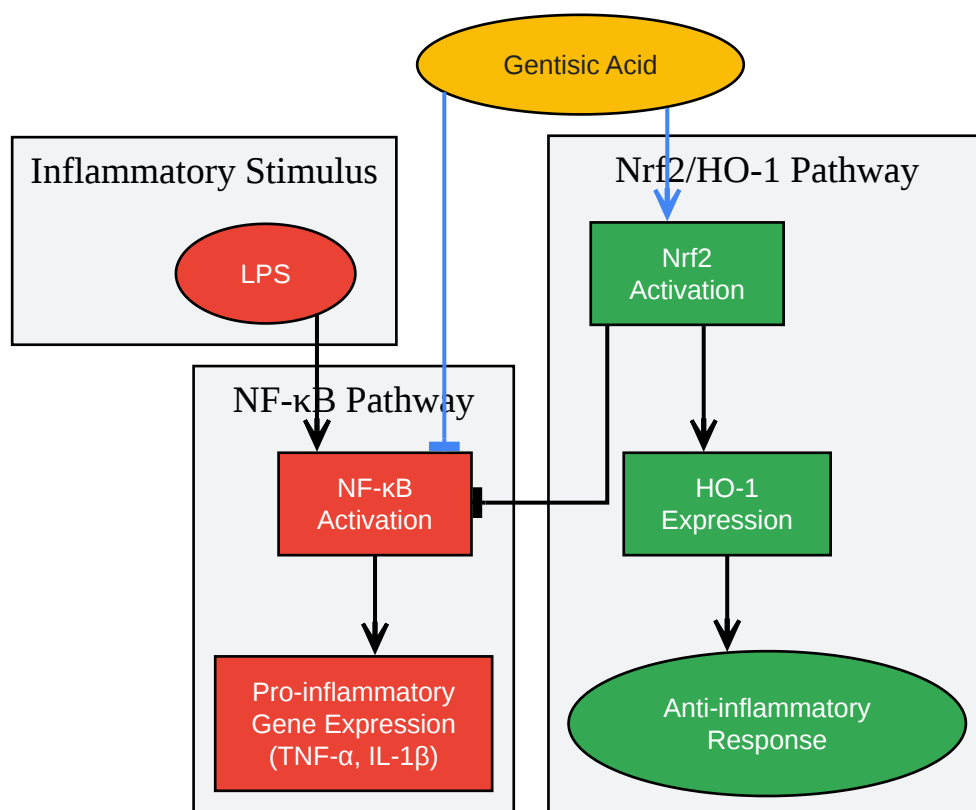 Gentisic Acid
Inflammatory Stimulus
LPS
Nrf2/HO-1 Pathway
Nrf2
Activation
NF-κB Pathway
NF-κB
Activation
HO-1
Expression
Pro-inflammatory
Gene Expression
(TNF-α, IL-1β)
Anti-inflammatory
Response